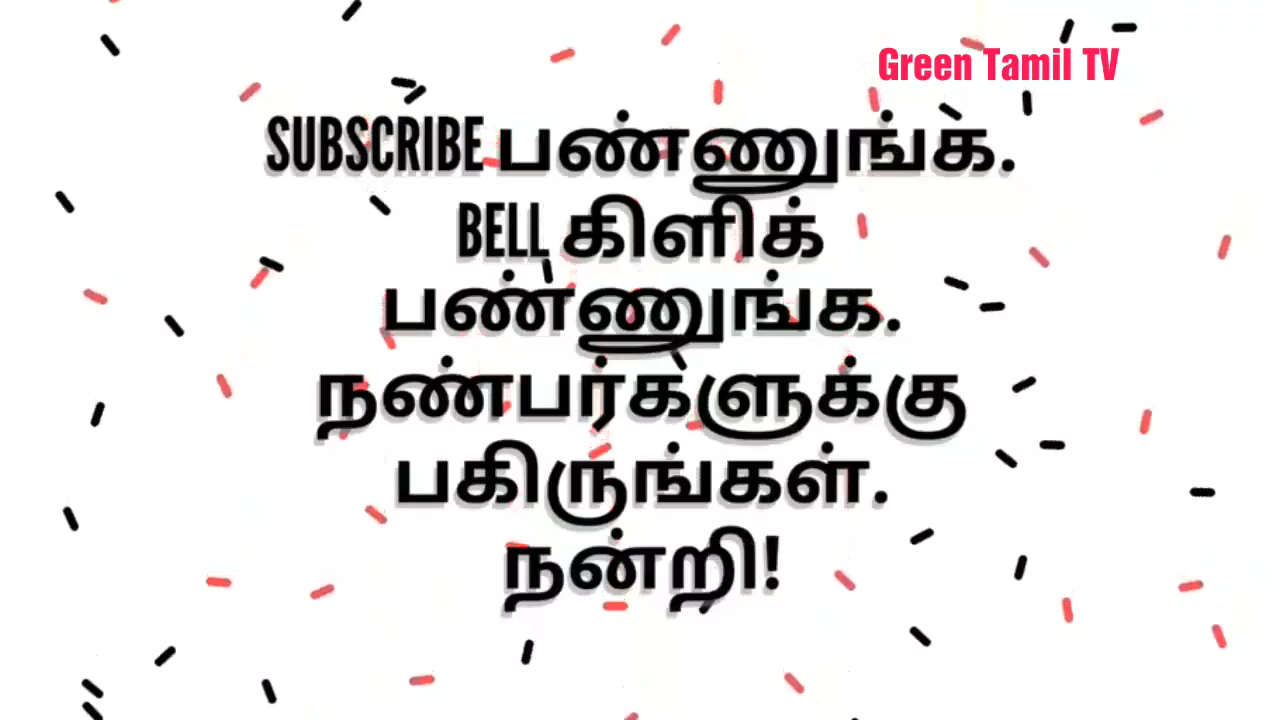 Green Tamil TV
SUBSCRIBE பண்ணுங்க.
BELL கிளிக்
பண்ணுங்க.
நண்பர்களுக்கு
பகிருங்கள்.
நன்றி!